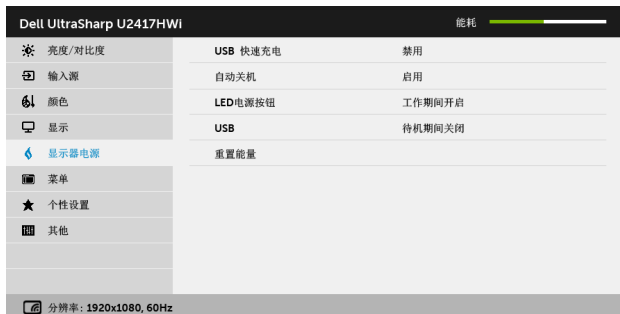 Dell UltraSharp U2417HWi 能耗
亮度/对比度 USB 快速充电 禁用
输入源 自动关机 启用
颜色 LED电源按钮 工作期间开启
显示 USB 待机期间关闭
显示器电源 重置能量
菜单
个性设置
其他
分辨率: 1920x1080, 60Hz